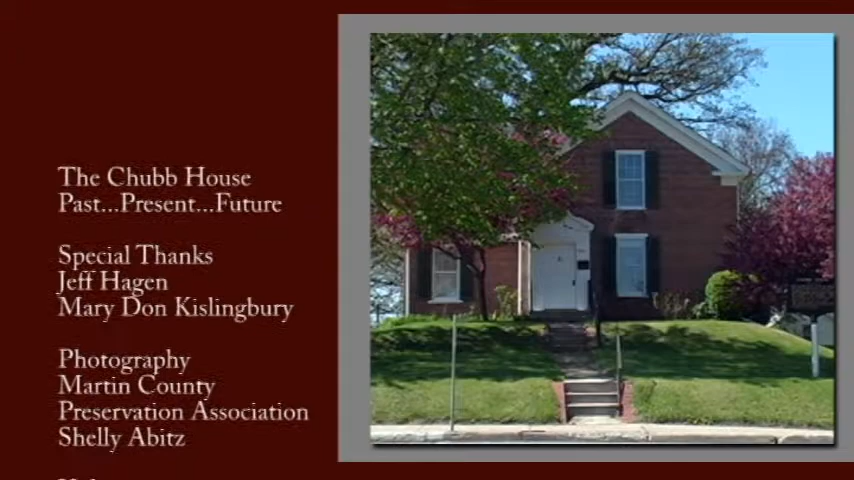 The Chubb House
Past...Present...Future
Special Thanks
Jeff Hagen
Mary Don Kislingbury
Photography
Martin County
Preservation Association
Shelly Abitz